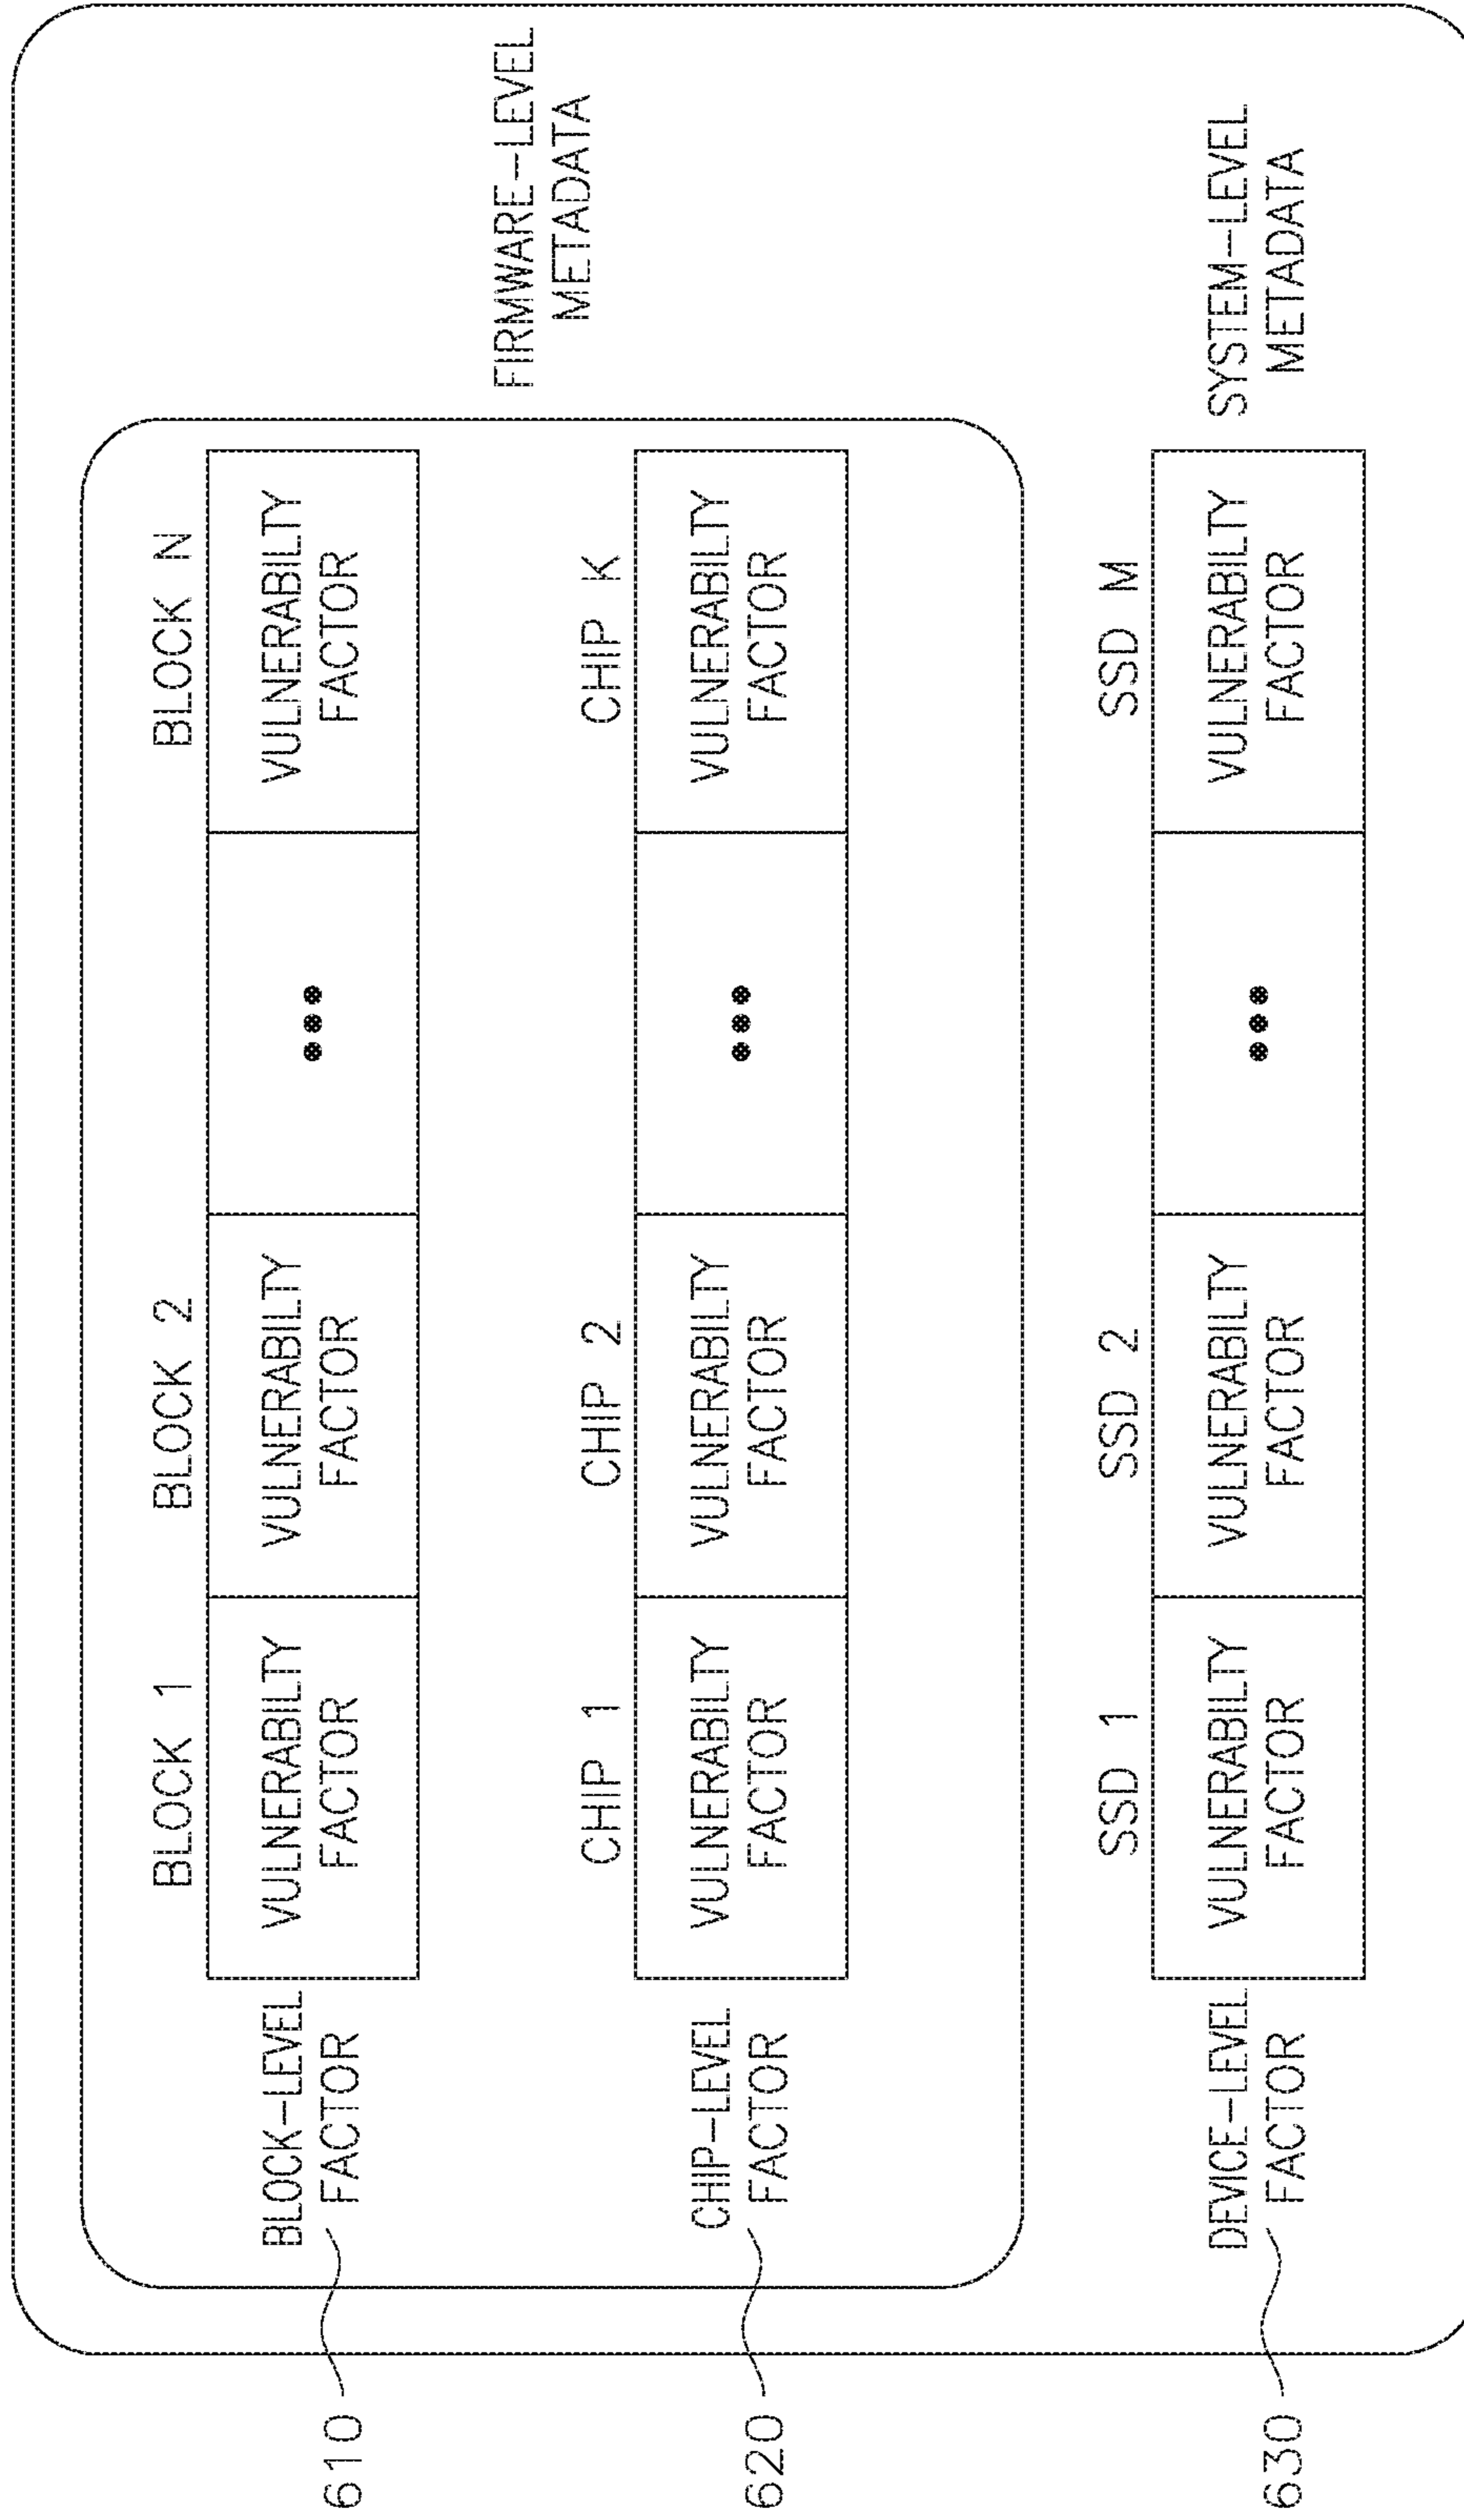 BLOCK 1
BLOCK 2
BLOCK N
610
BLOCK-LEVEL
FACTOR
VULNERABILTY
FACTOR
VULNERABILTY
FACTOR
VULNERABILTY
FACTOR
FIRMWARE-LEVEL
METADATA
CHIP 1
CHIP 2
CHIP K
620
CHIP-LEVEL
FACTOR
VULNERABILTY
FACTOR
VULNERABILTY
FACTOR
VULNERABILTY
FACTOR
SSD 1
SSD 2
SSD M
630
DEVICE-LEVEL
FACTOR
VULNERABILTY
FACTOR
VULNERABILTY
FACTOR
VULNERABILTY
FACTOR
SYSTEM-LEVEL
METADATA